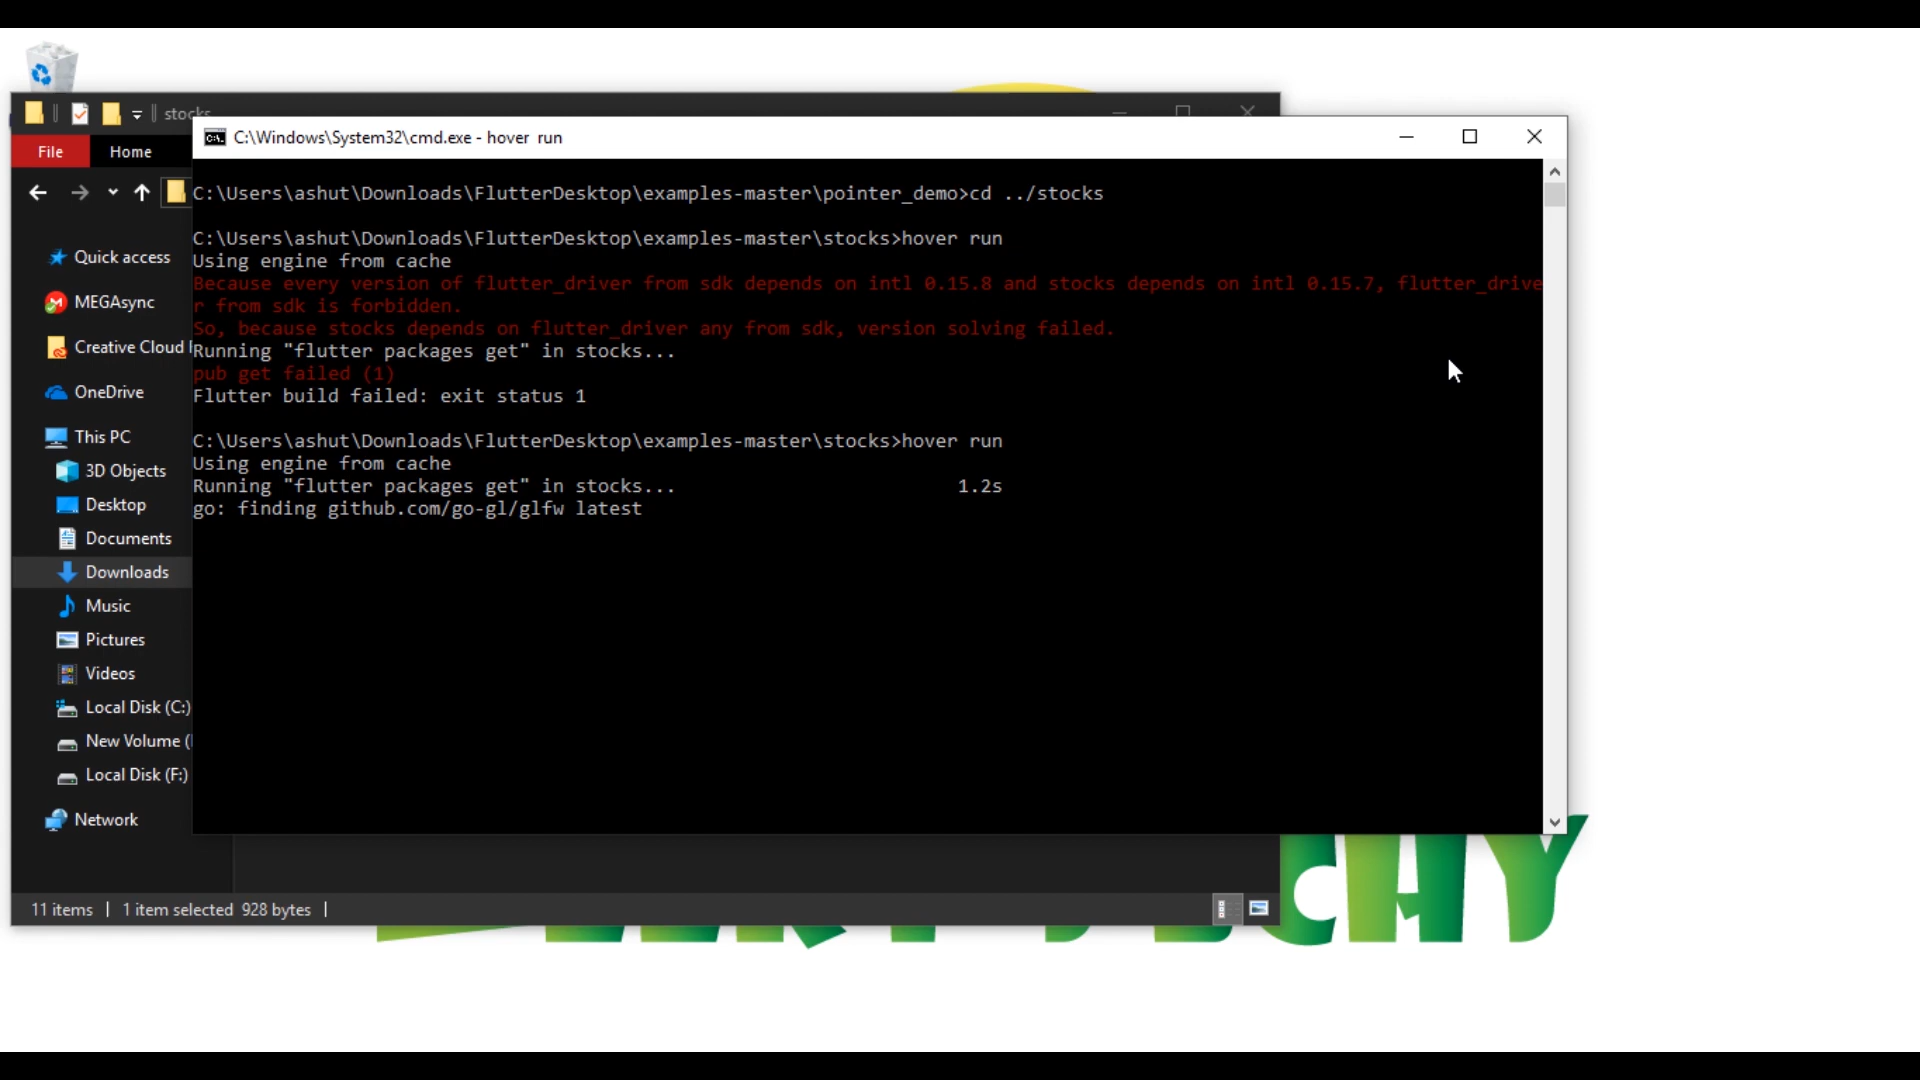 stocks
File
Home
C:\Windows\System32\cmd.exe - hover run
C:\Users\ashut\Downloads\FlutterDesktop\examples-master\pointer_demo>cd ../stocks
C:\Users\ashut\Downloads\FlutterDesktop\examples-master\stocks>hover run
Using engine from cache
Because every version of flutter_driver from sdk depends on intl 0.15.8 and stocks depends on intl 0.15.7, flutter_drive
r from sdk is forbidden.
So, because stocks depends on flutter_driver any from sdk, version solving failed.
Running "flutter packages get" in stocks...
pub get failed (1)
Flutter build failed: exit status 1
C:\Users\ashut\Downloads\FlutterDesktop\examples-master\stocks>hover run
Using engine from cache
Running "flutter packages get" in stocks... 1.2s
go: finding github.com/go-gl/glfw latest
Quick access
MEGAsync
Creative Cloud
OneDrive
This PC
3D Objects
Desktop
Documents
Downloads
Music
Pictures
Videos
Local Disk (C:)
New Volume (
Local Disk (F:)
Network
11 items
1 item selected 928 bytes